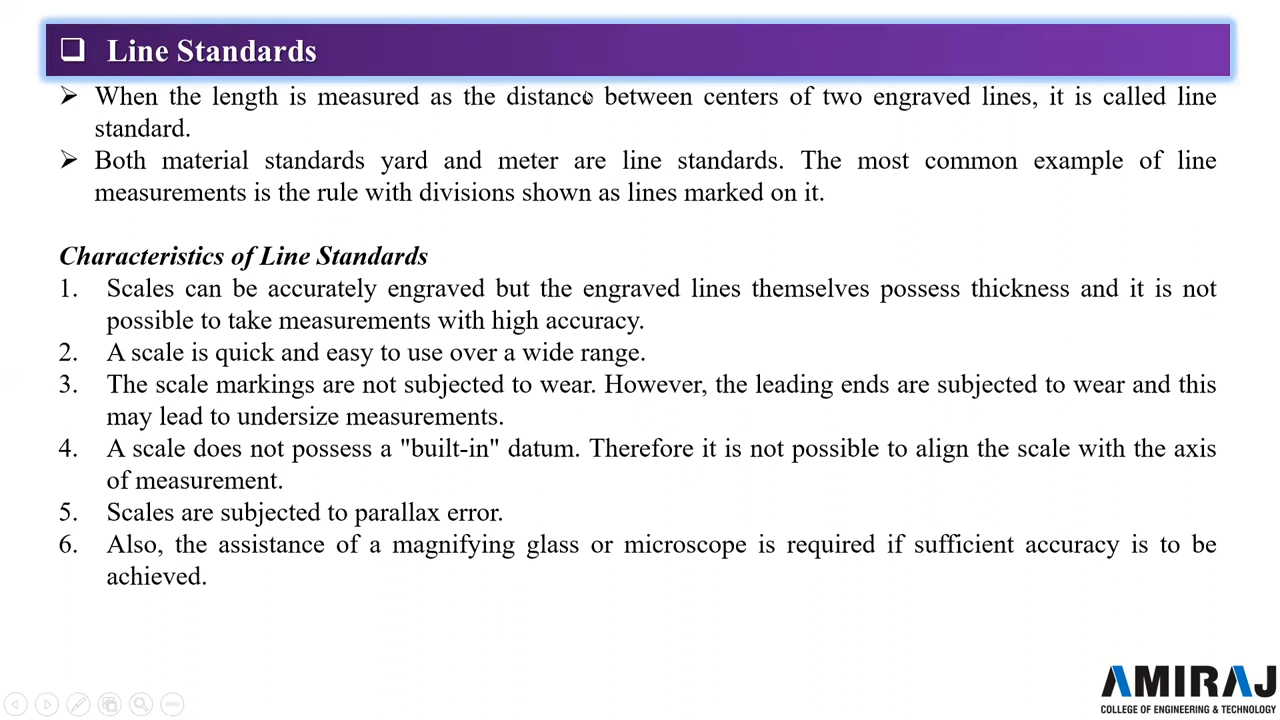 Line Standards
When the length is measured as the distance between centers of two engraved lines, it is called line
standard.
Both material standards yard and meter are line standards. The most common example of line
measurements is the rule with divisions shown as lines marked on it.
Characteristics of Line Standards
1. Scales can be accurately engraved but the engraved lines themselves possess thickness and it is not
possible to take measurements with high accuracy.
2. A scale is quick and easy to use over a wide range.
3. The scale markings are not subjected to wear. However, the leading ends are subjected to wear and this
may lead to undersize measurements.
4. A scale does not possess a "built-in" datum. Therefore it is not possible to align the scale with the axis
of measurement.
5. Scales are subjected to parallax error.
6. Also, the assistance of a magnifying glass or microscope is required if sufficient accuracy is to be
achieved.
AMIRAJ
COLLEGE OF ENGINEERING & TECHNOLOGY